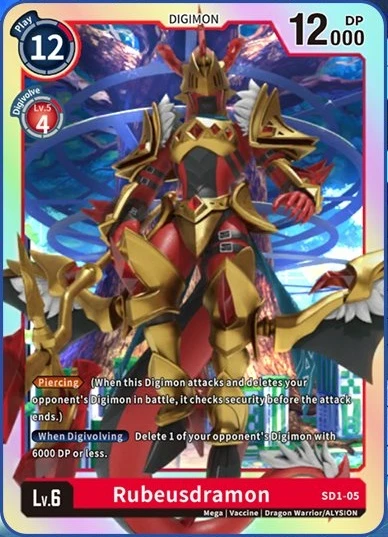 Play
DIGIMON
12
12000 DP
Digivolve
Lv.5
4
Piercing (When this Digimon attacks and deletes your
opponent's Digimon in battle, it checks security before the attack
ends.)
When Digivolving Delete 1 of your opponent's Digimon with
6000 DP or less.
Lv.6
Rubeusdramon
SD1-05
Mega | Vaccine | Dragon Warrior/ALYSION